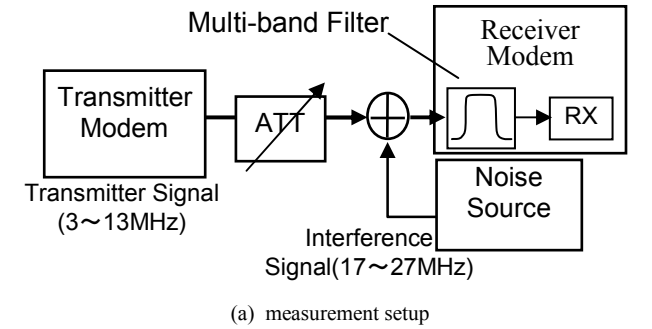 Multi-band Filter
Receiver
Modem
Transmitter
Modem
ATT
RX
Transmitter Signal
(3～13MHz)
Noise
Source
Interference
Signal(17～27MHz)
(a) measurement setup